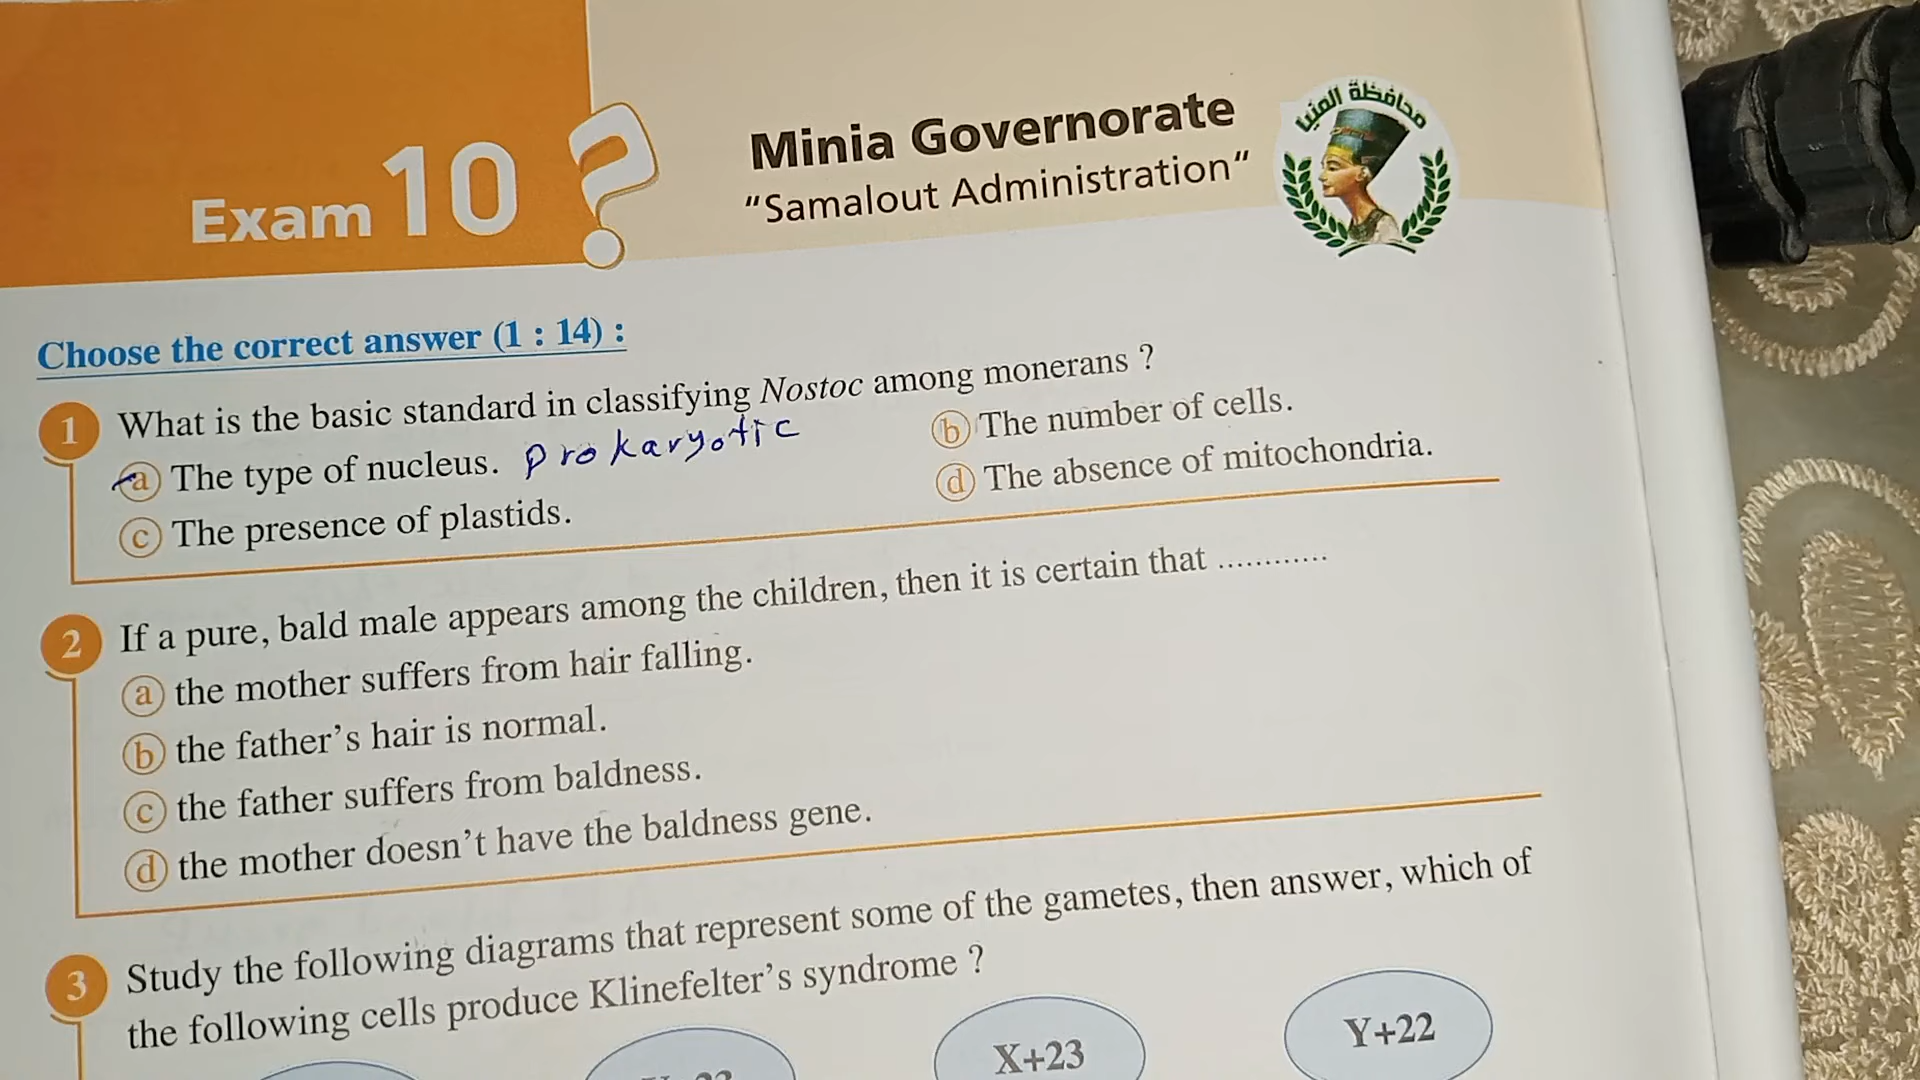 Exam 10 ?
Minia Governorate
"Samalout Administration"
محافظة المنيا
Choose the correct answer (1 : 14) :
1 What is the basic standard in classifying Nostoc among monerans ?
a The type of nucleus. prokaryotic
b The number of cells.
c The presence of plastids.
d The absence of mitochondria.
2 If a pure, bald male appears among the children, then it is certain that ............
a the mother suffers from hair falling.
b the father's hair is normal.
c the father suffers from baldness.
d the mother doesn't have the baldness gene.
3 Study the following diagrams that represent some of the gametes, then answer, which of
the following cells produce Klinefelter's syndrome ?
X+23
Y+22